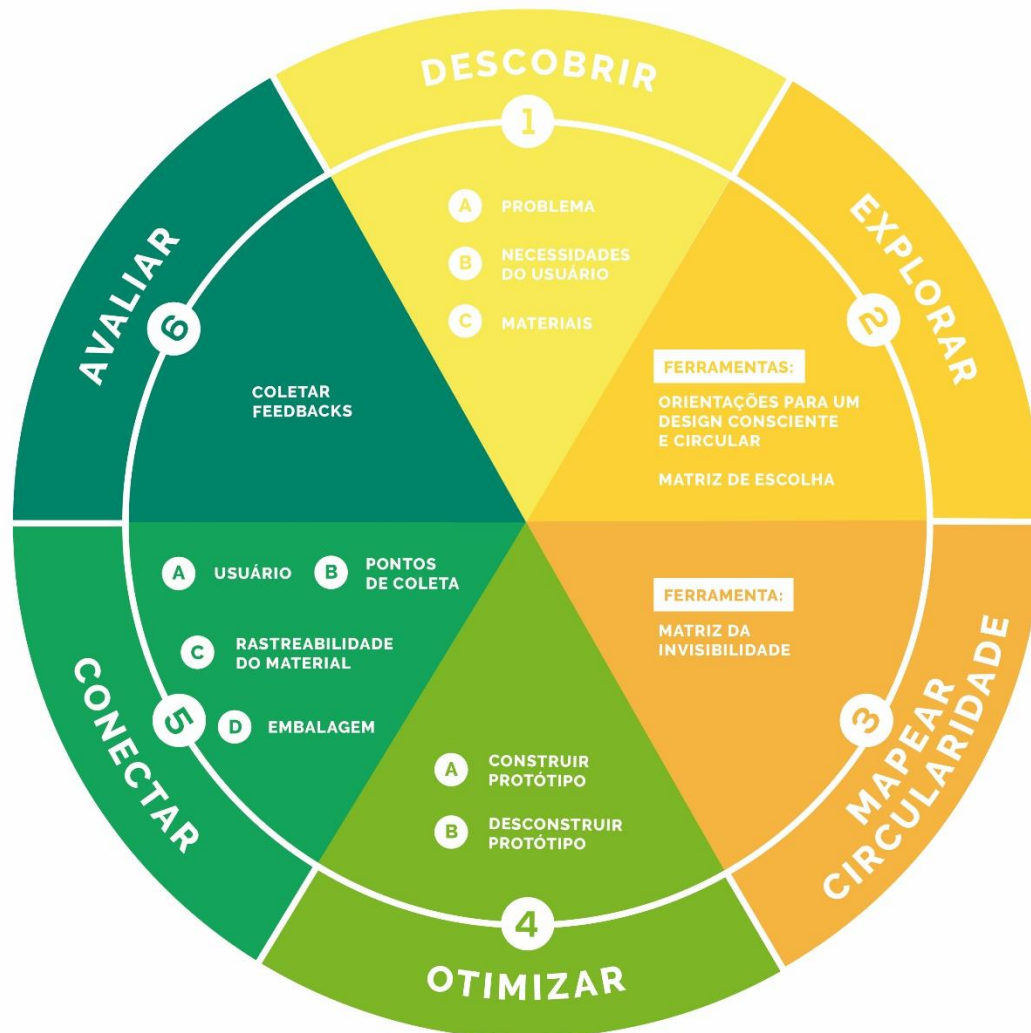 DESCOBRIR
1
A PROBLEMA
B NECESSIDADES
DO USUÁRIO
C MATERIAIS
EXPLORAR
2
FERRAMENTAS:
ORIENTAÇÕES PARA UM
DESIGN CONSCIENTE
E CIRCULAR
MATRIZ DE ESCOLHA
MAPEAR
CIRCULARIDADE
3
FERRAMENTA:
MATRIZ DA
INVISIBILIDADE
OTIMIZAR
4
A CONSTRUIR
PROTÓTIPO
B DESCONSTRUIR
PROTÓTIPO
CONECTAR
5
A USUÁRIO
B PONTOS
DE COLETA
C RASTREABILIDADE
DO MATERIAL
D EMBALAGEM
AVALIAR
6
COLETAR
FEEDBACKS